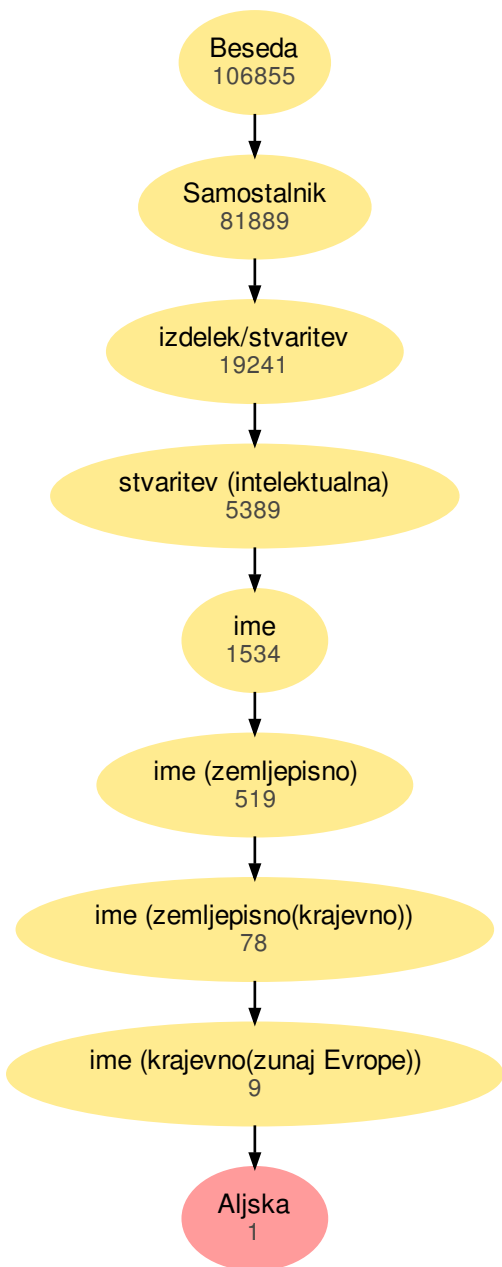 Beseda
106855
Samostalnik
81889
izdelek/stvaritev
19241
stvaritev (intelektualna)
5389
ime
1534
ime (zemljepisno)
519
ime (zemljepisno(krajevno))
78
ime (krajevno(zunaj Evrope))
9
Aljska
1